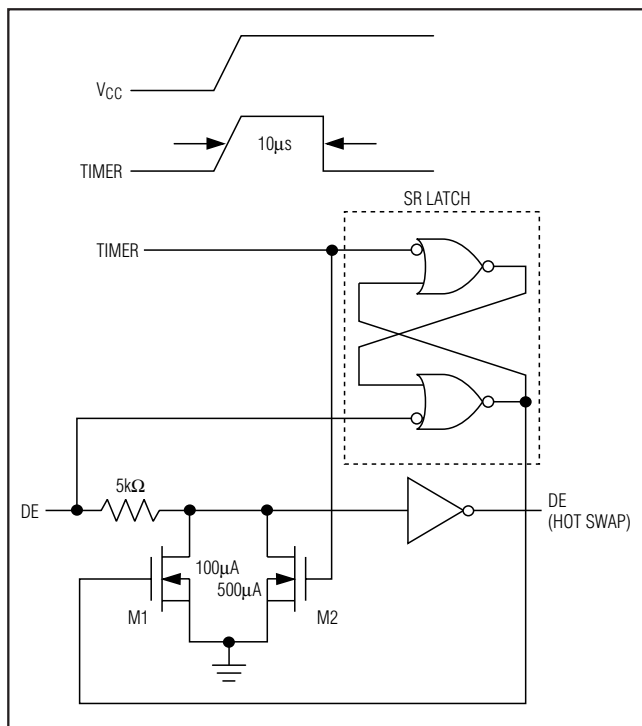 VCC
10µs
TIMER
SR LATCH
TIMER
5kΩ
DE
DE
(HOT SWAP)
100µA
500µA
M1
M2